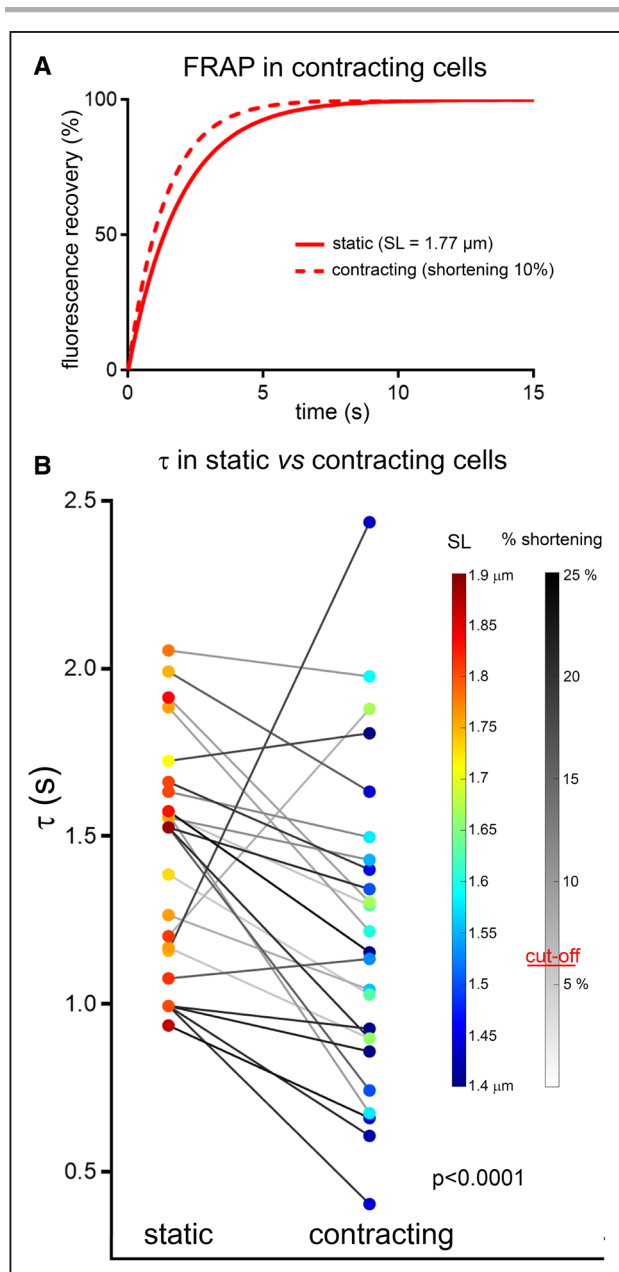 A
FRAP in contracting cells
fluorescence recovery (%)
100
50
0
static (SL = 1.77 µm)
contracting (shortening 10%)
0 5 10 15
time (s)
B
τ in static vs contracting cells
τ (s)
2.5
2.0
1.5
1.0
0.5
SL
1.9 µm
1.85
1.8
1.75
1.7
1.65
1.6
1.55
1.5
1.45
1.4 µm
% shortening
25 %
20
15
10
cut-off
5 %
p<0.0001
static contracting